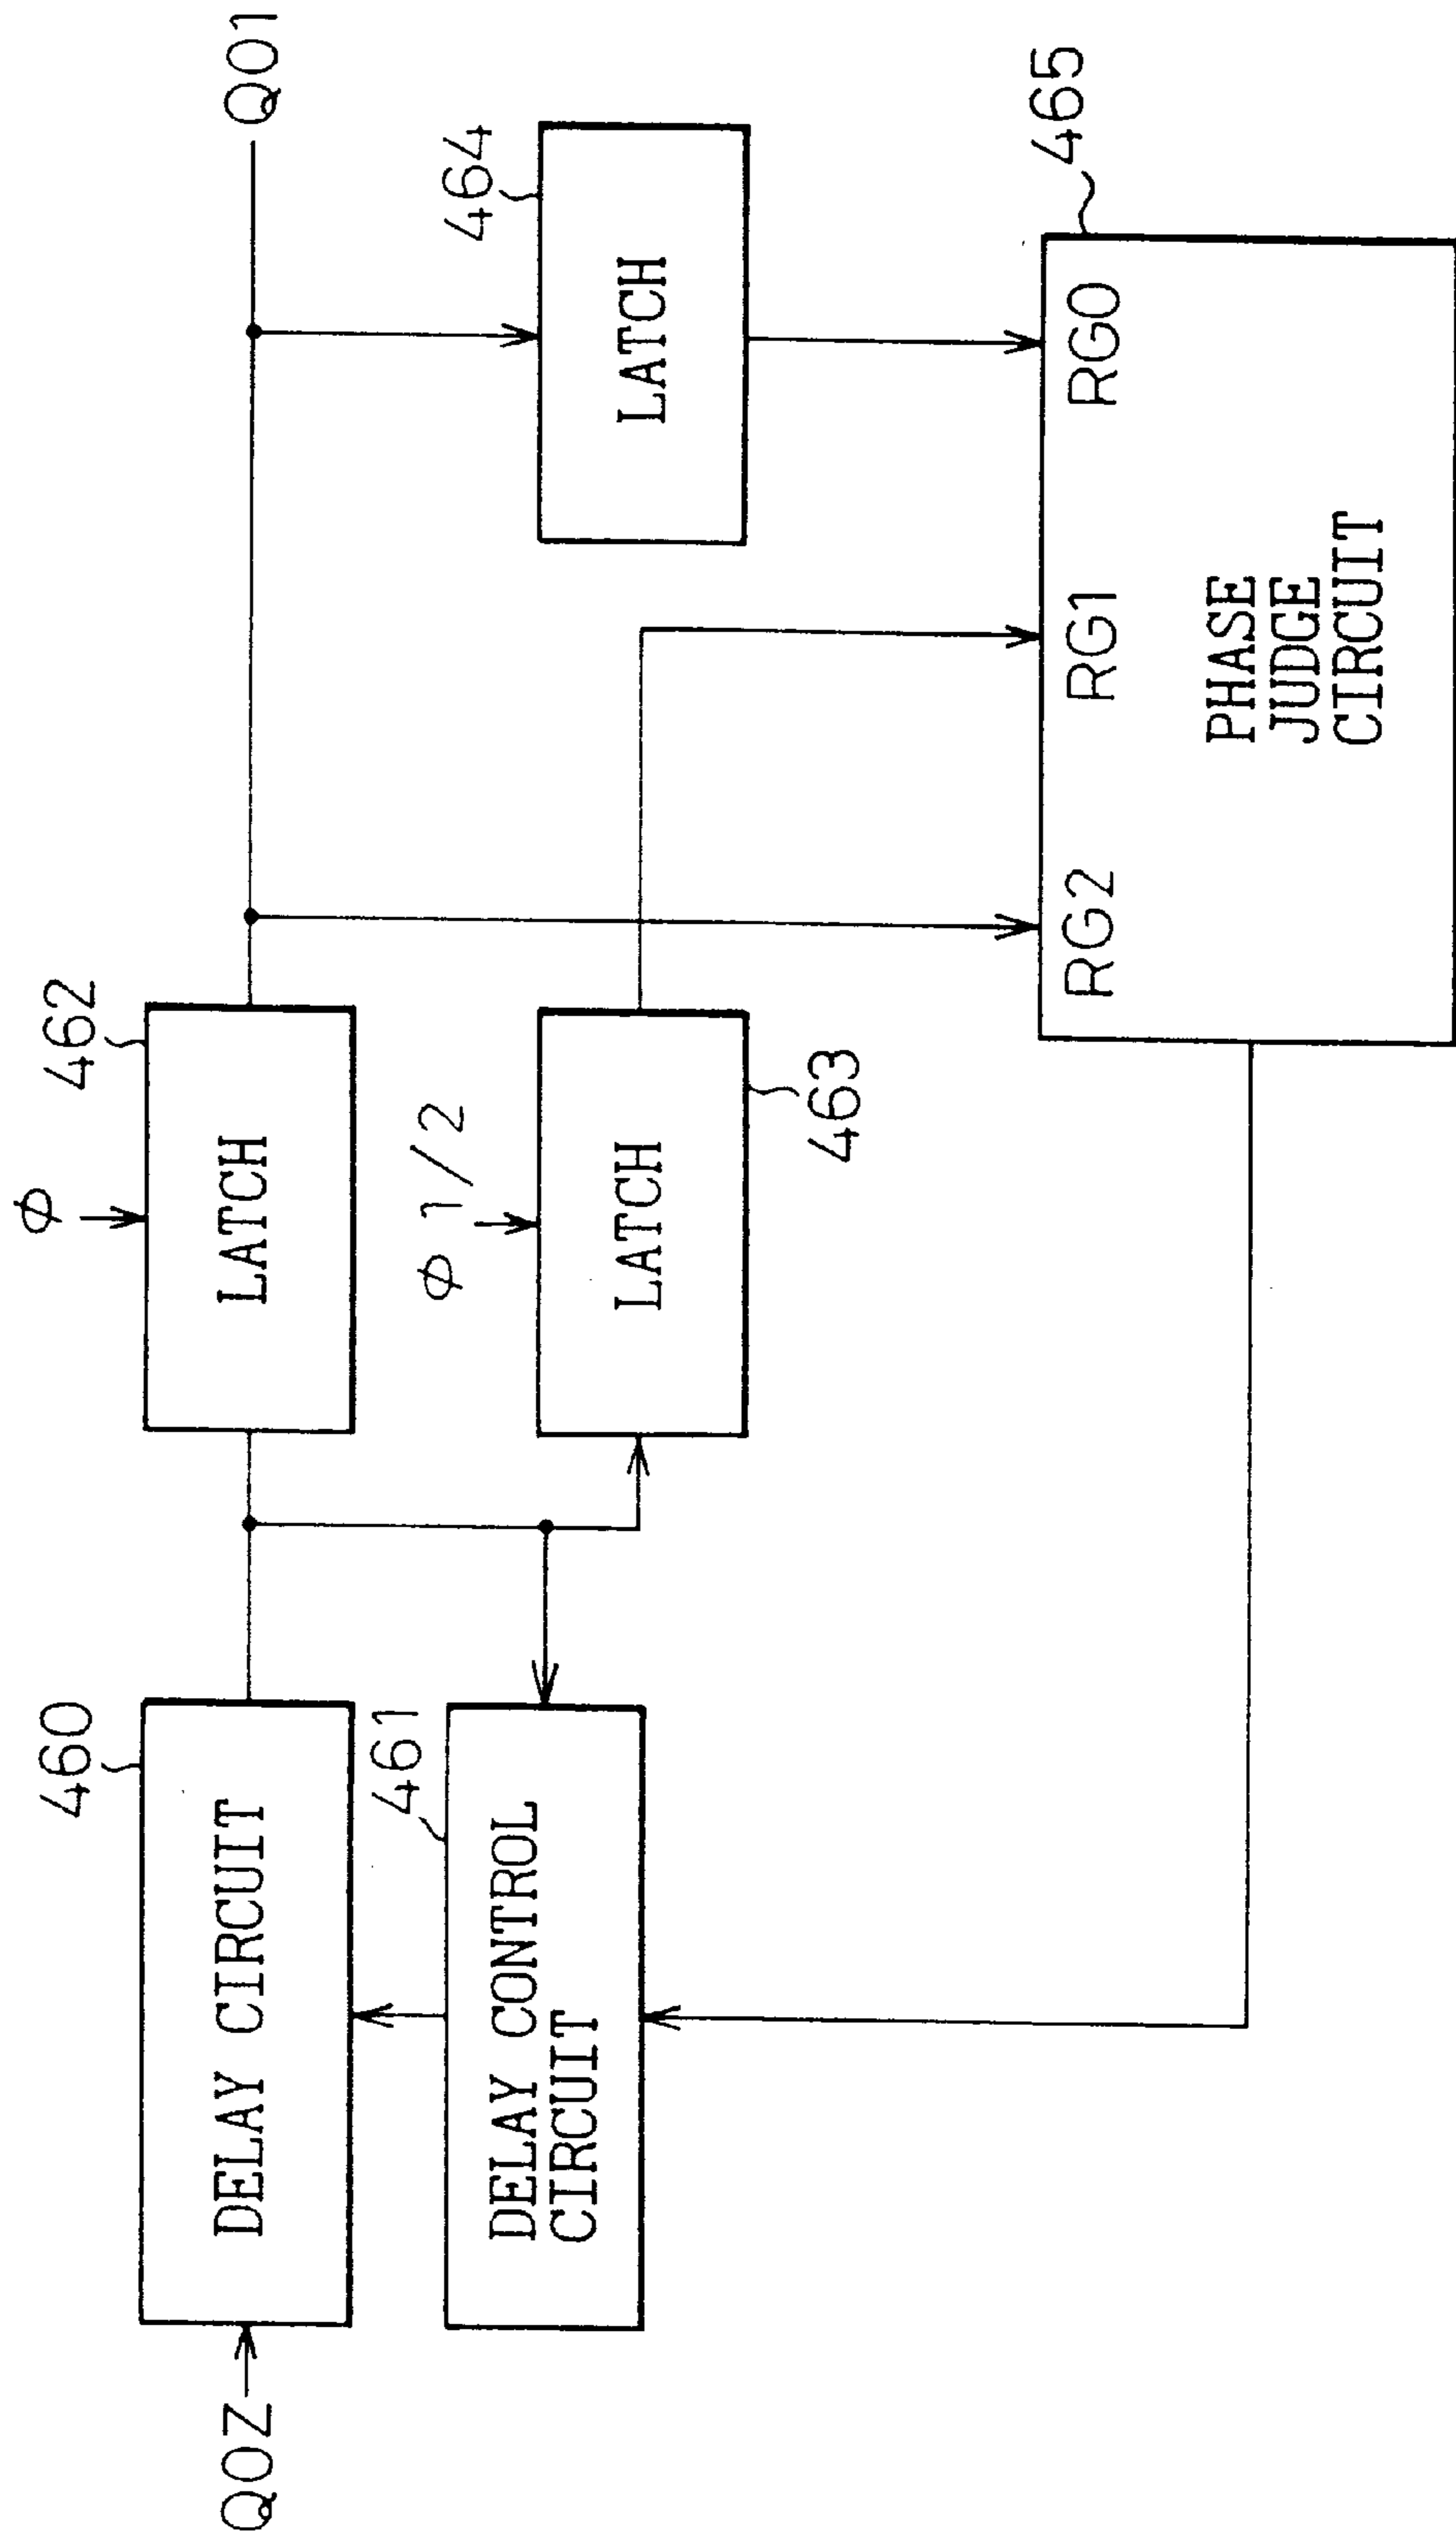 Q0Z
DELAY CIRCUIT
460
DELAY CONTROL
CIRCUIT
461
Φ
LATCH
462
Φ 1/2
LATCH
463
Q01
LATCH
464
RG2
RG1
RG0
PHASE
JUDGE
CIRCUIT
465